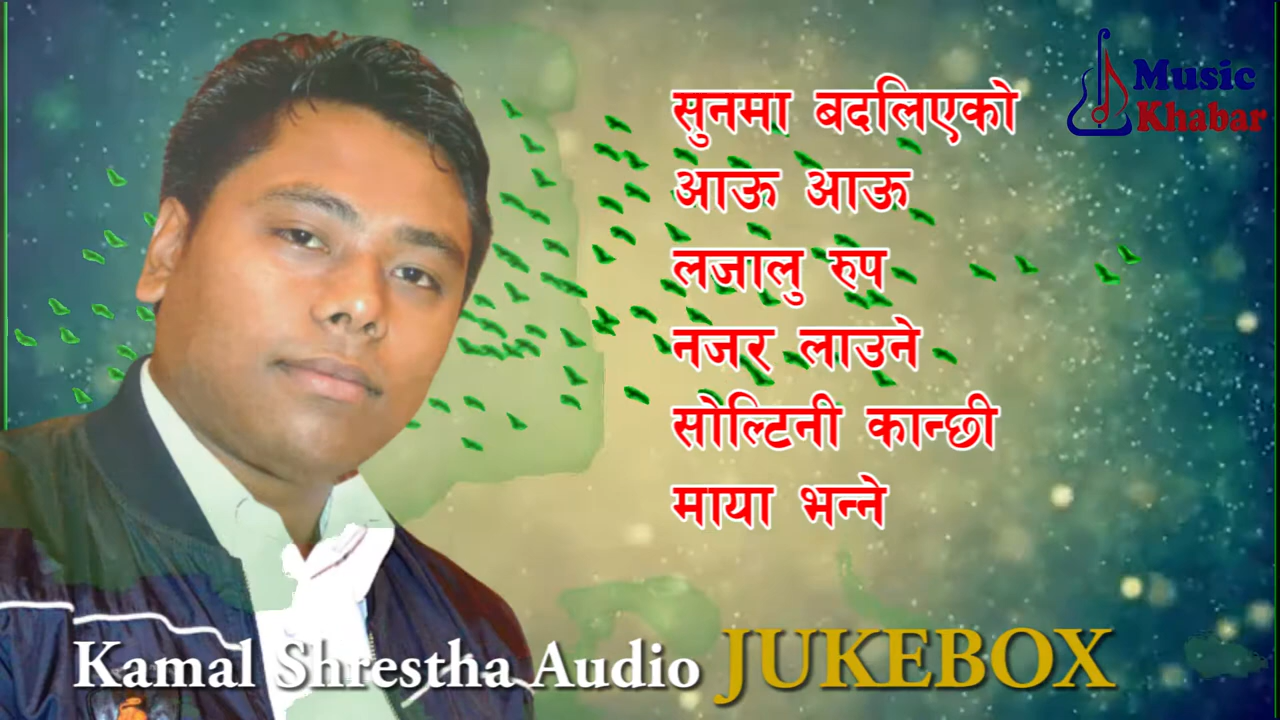 Music
Khabar
सुनमा बदलिएको
आऊ आऊ
लजालु रुप
नजर लाउने
सोल्टिनी कान्छी
माया भन्ने
Kamal Shrestha Audio JUKEBOX